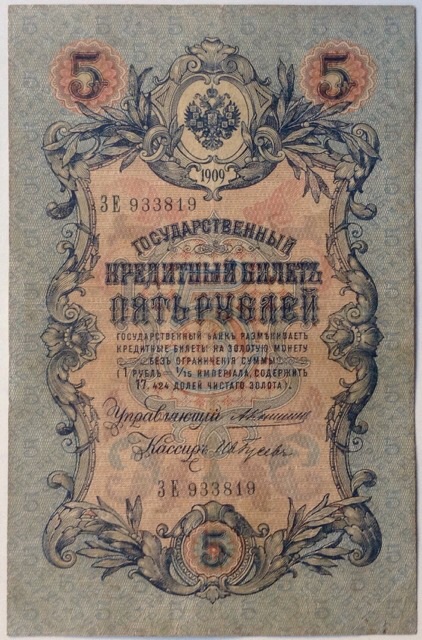 5 5
1909
ЗЕ 933819
ГОСУДАРСТВЕННЫЙ
КРЕДИТНЫЙ БИЛЕТЪ
ПЯТЬ РУБЛЕЙ
ГОСУДАРСТВЕННЫЙ БАНКЪ РАЗМѢНИВАЕТЪ
КРЕДИТНЫЕ БИЛЕТЫ НА ЗОЛОТУЮ МОНЕТУ
БЕЗЪ ОГРАНИЧЕНІЯ СУММЫ
(1 РУБЛЬ = 1/15 ИМПЕРІАЛА, СОДЕРЖИТЪ
17,424 ДОЛЕЙ ЧИСТАГО ЗОЛОТА).
Управляющій
Кассиръ
ЗЕ 933819
5